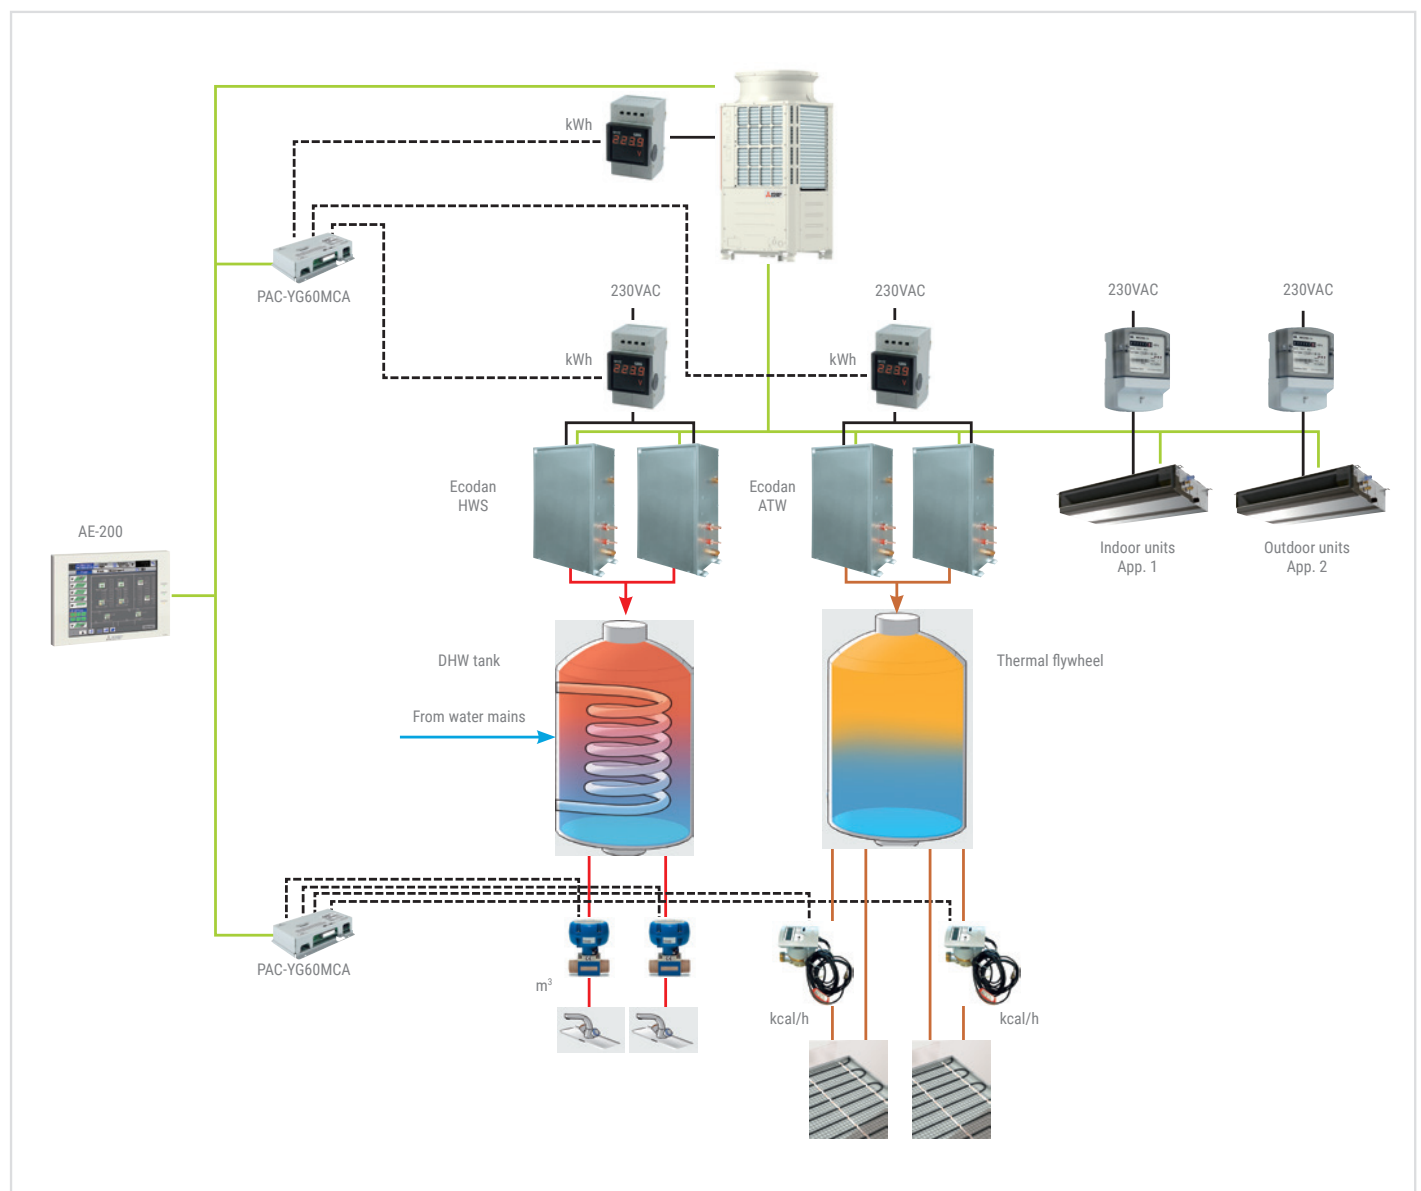 kWh
PAC-YG60MCA
230VAC
230VAC
230VAC
230VAC
kWh
kWh
Ecodan
HWS
Ecodan
ATW
AE-200
Indoor units
App. 1
Outdoor units
App. 2
DHW tank
Thermal flywheel
From water mains
PAC-YG60MCA
m³
kcal/h
kcal/h